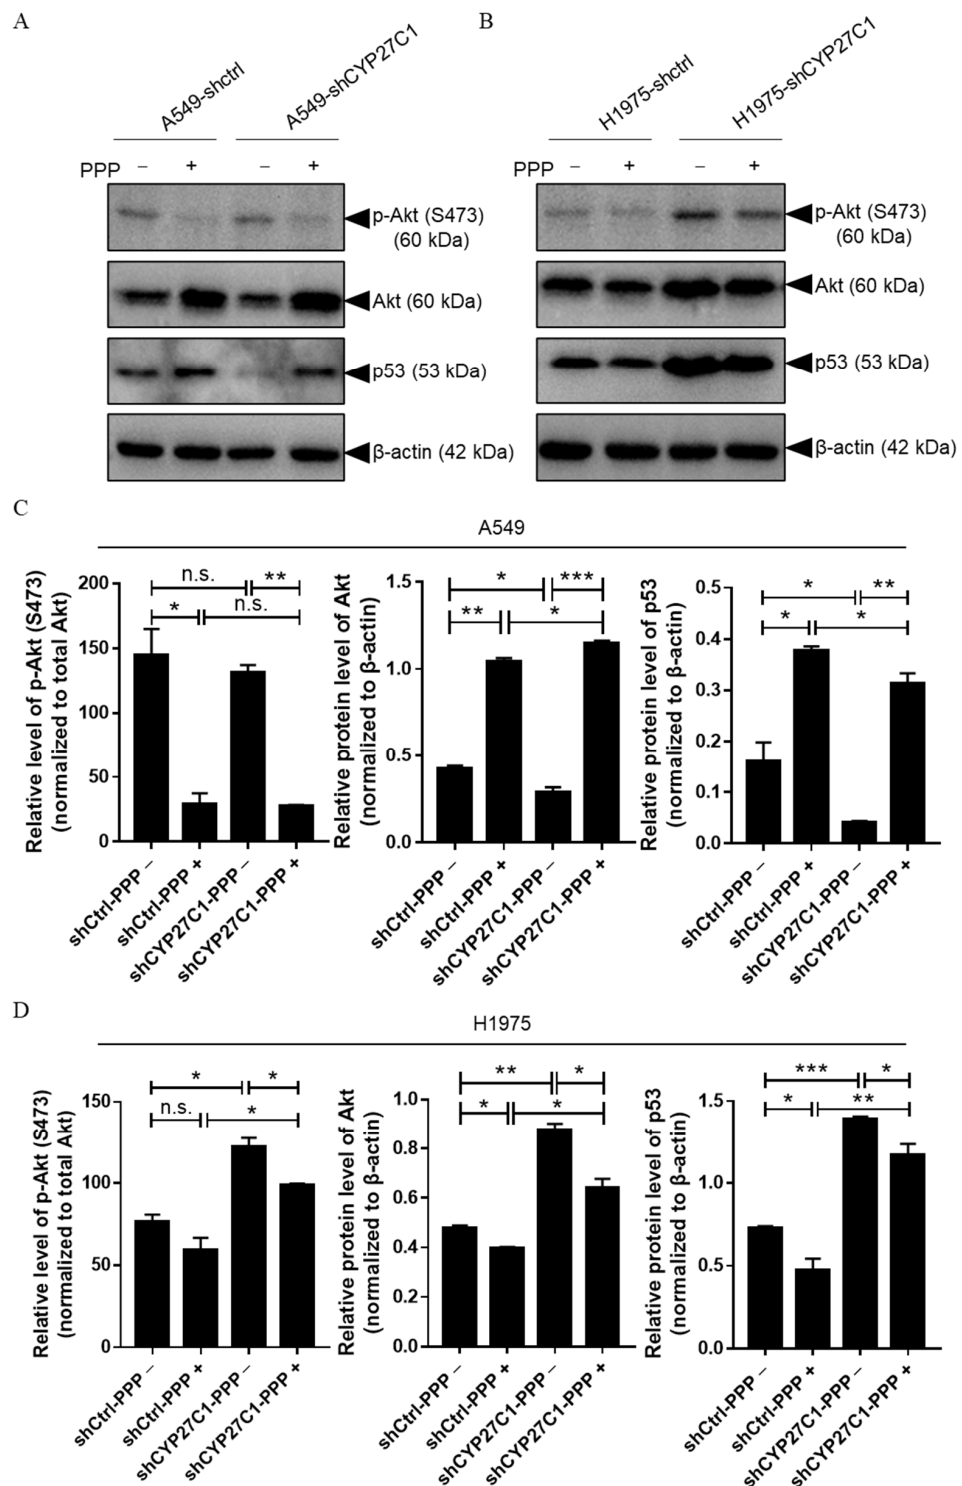 A
B
A549-shctrl
A549-shCYP27C1
H1975-shctrl
H1975-shCYP27C1
PPP – + – +
PPP – + – +
p-Akt (S473)
(60 kDa)
Akt (60 kDa)
p53 (53 kDa)
β-actin (42 kDa)
p-Akt (S473)
(60 kDa)
Akt (60 kDa)
p53 (53 kDa)
β-actin (42 kDa)
C
A549
Relative level of p-Akt (S473)
(normalized to total Akt)
200
150
100
50
0
n.s.
**
*
n.s.
shCtrl-PPP –
shCtrl-PPP +
shCYP27C1-PPP –
shCYP27C1-PPP +
Relative protein level of Akt
(normalized to β-actin)
1.5
1.0
0.5
0.0
*
***
**
*
shCtrl-PPP –
shCtrl-PPP +
shCYP27C1-PPP –
shCYP27C1-PPP +
Relative protein level of p53
(normalized to β-actin)
0.5
0.4
0.3
0.2
0.1
0.0
*
**
*
*
shCtrl-PPP –
shCtrl-PPP +
shCYP27C1-PPP –
shCYP27C1-PPP +
D
H1975
Relative level of p-Akt (S473)
(normalized to total Akt)
150
100
50
0
*
*
n.s.
*
shCtrl-PPP –
shCtrl-PPP +
shCYP27C1-PPP –
shCYP27C1-PPP +
Relative protein level of Akt
(normalized to β-actin)
1.0
0.8
0.6
0.4
0.2
0.0
**
*
*
*
shCtrl-PPP –
shCtrl-PPP +
shCYP27C1-PPP –
shCYP27C1-PPP +
Relative protein level of p53
(normalized to β-actin)
1.5
1.0
0.5
0.0
***
*
*
**
shCtrl-PPP –
shCtrl-PPP +
shCYP27C1-PPP –
shCYP27C1-PPP +